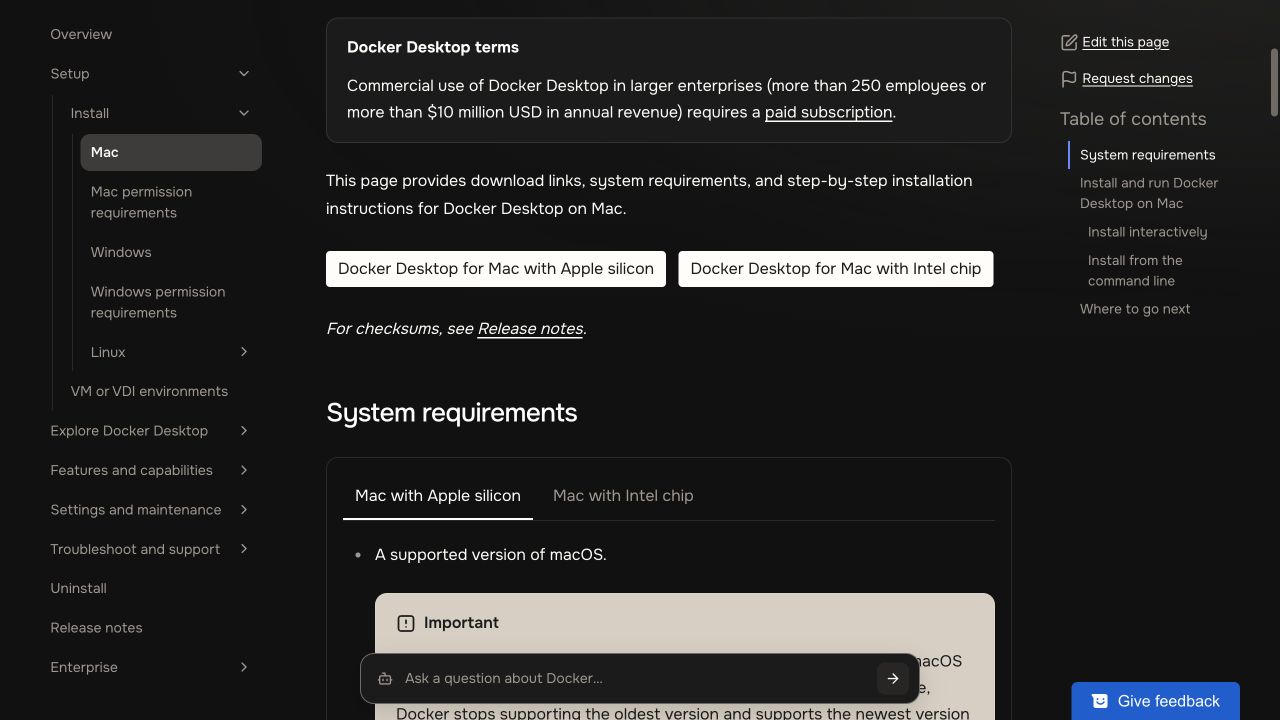 Overview
Setup
Install
Mac
Mac permission
requirements
Windows
Windows permission
requirements
Linux
VM or VDI environments
Explore Docker Desktop
Features and capabilities
Settings and maintenance
Troubleshoot and support
Uninstall
Release notes
Enterprise
Docker Desktop terms
Commercial use of Docker Desktop in larger enterprises (more than 250 employees or
more than $10 million USD in annual revenue) requires a paid subscription.
This page provides download links, system requirements, and step-by-step installation
instructions for Docker Desktop on Mac.
Docker Desktop for Mac with Apple silicon
Docker Desktop for Mac with Intel chip
For checksums, see Release notes.
System requirements
Mac with Apple silicon
Mac with Intel chip
A supported version of macOS.
Important
Docker stops supporting the oldest version and supports the newest version
Ask a question about Docker...
Edit this page
Request changes
Table of contents
System requirements
Install and run Docker
Desktop on Mac
Install interactively
Install from the
command line
Where to go next
Give feedback